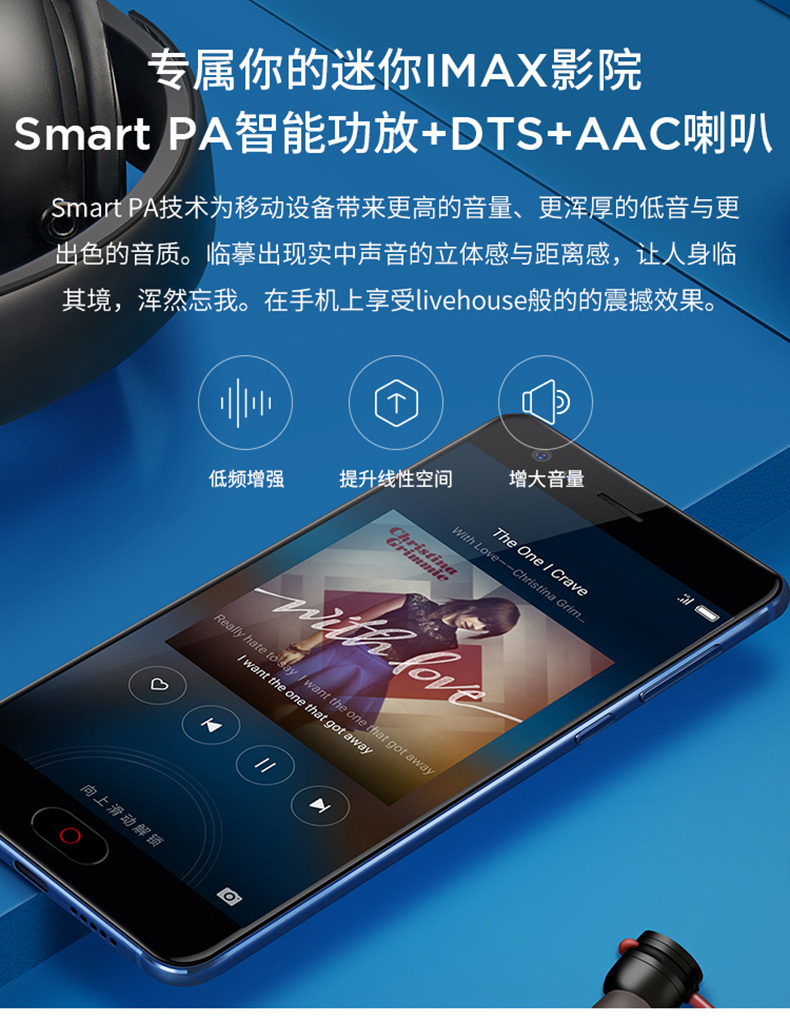 专属你的迷你IMAX影院
Smart PA智能功放+DTS+AAC喇叭
Smart PA技术为移动设备带来更高的音量、更浑厚的低音与更
出色的音质。临摹出现实中声音的立体感与距离感，让人身临
其境，浑然忘我。在手机上享受livehouse般的的震撼效果。
低频增强
提升线性空间
增大音量
The One I Crave
With Love——Christina Grim...
Christina
Grimmie
with love
Really hate to say I want the one that got away
I want the one that got away
向上滑动解锁